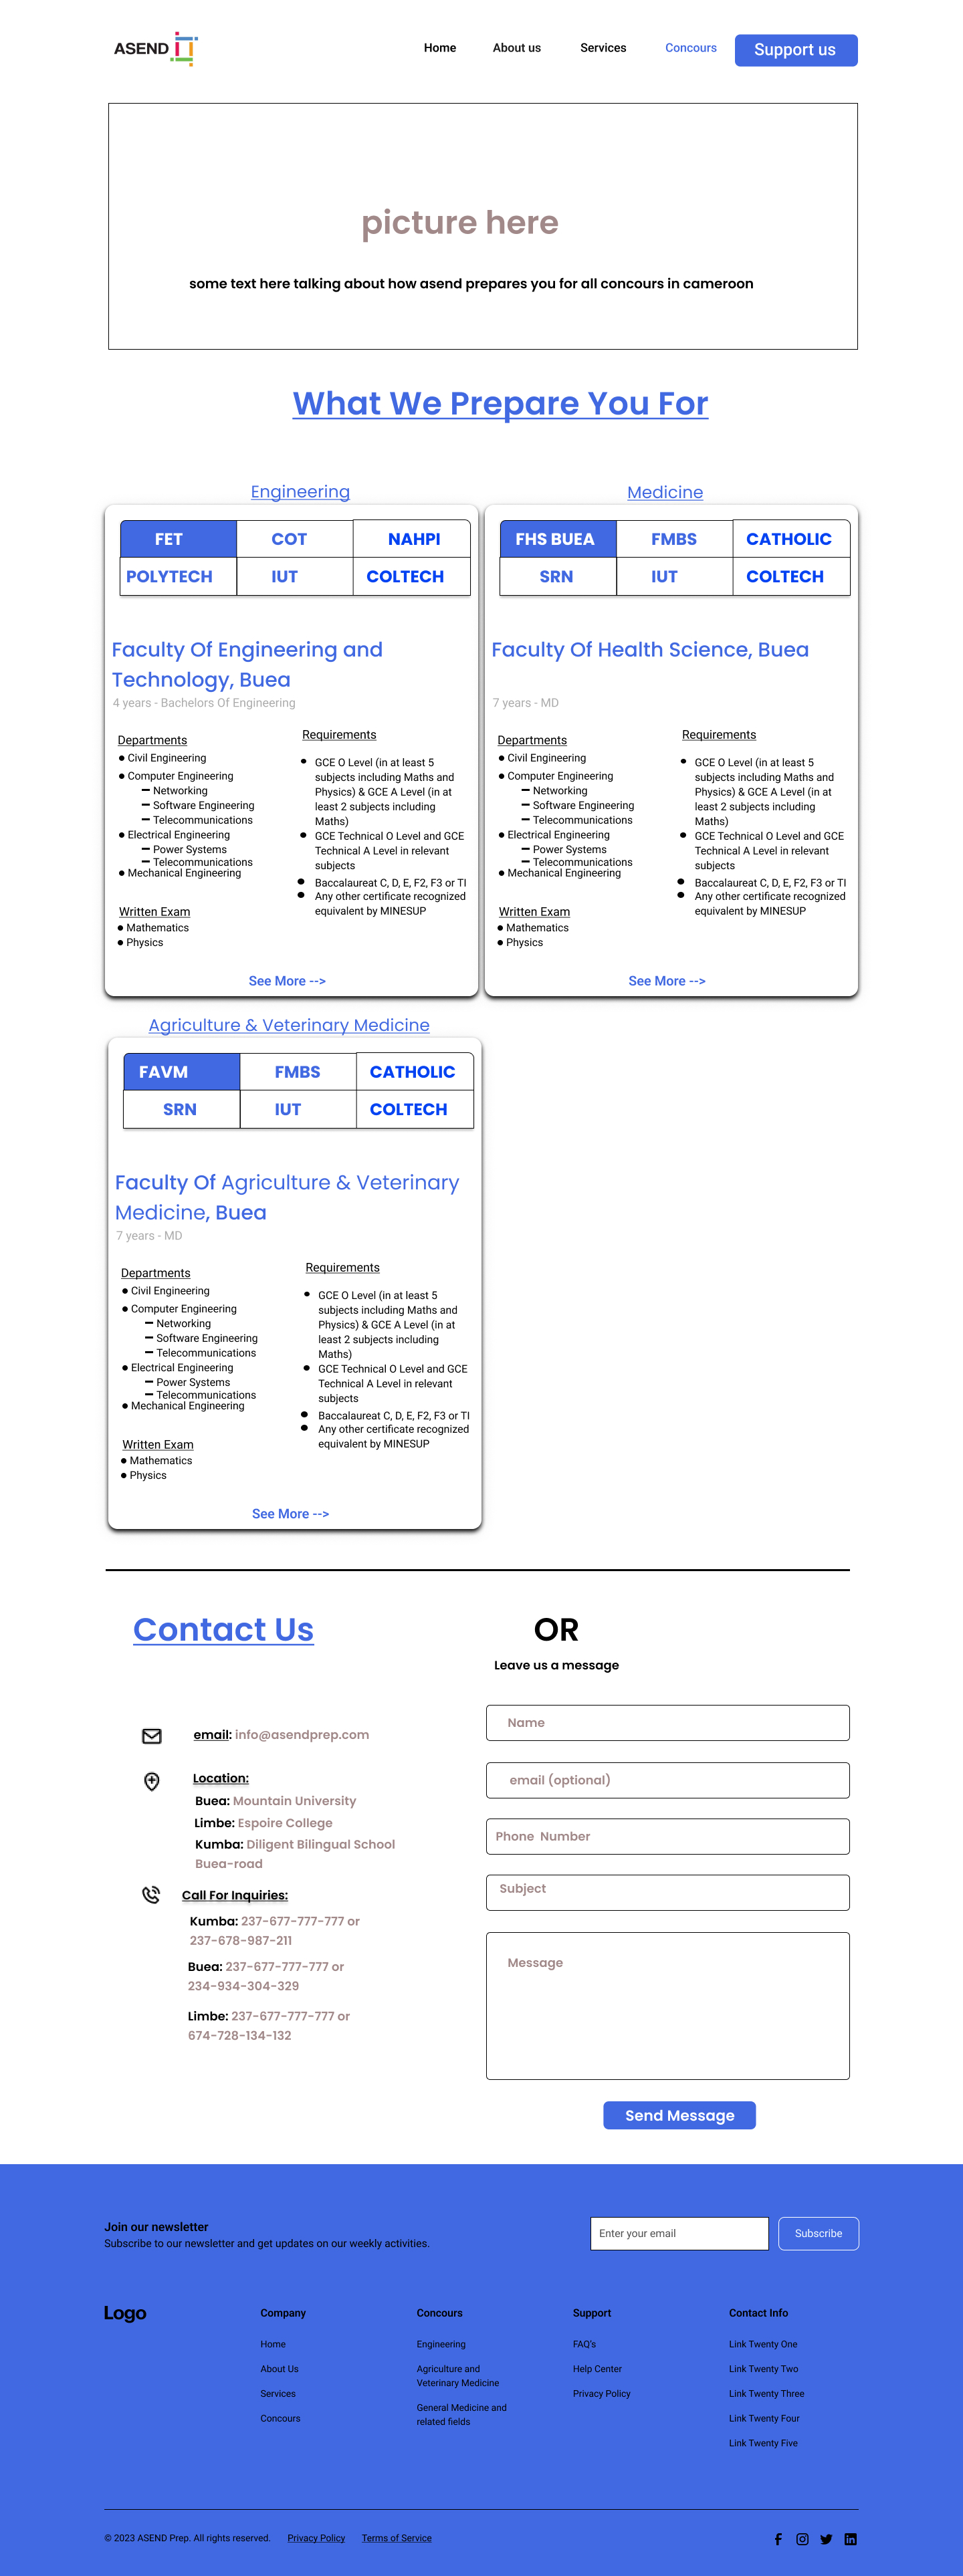 ASEND
Home
About us
Services
Concours
Support us
picture here
some text here talking about how asend prepares you for all concours in cameroon
What We Prepare You For
Engineering
FET
COT
NAHPI
POLYTECH
IUT
COLTECH
Faculty Of Engineering and
Technology, Buea
4 years - Bachelors Of Engineering
Departments
Civil Engineering
Computer Engineering
Networking
Software Engineering
Telecommunications
Electrical Engineering
Power Systems
Telecommunications
Mechanical Engineering
Written Exam
Mathematics
Physics
Requirements
GCE O Level (in at least 5
subjects including Maths and
Physics) & GCE A Level (in at
least 2 subjects including
Maths)
GCE Technical O Level and GCE
Technical A Level in relevant
subjects
Baccalaureat C, D, E, F2, F3 or TI
Any other certificate recognized
equivalent by MINESUP
See More -->
Medicine
FHS BUEA
FMBS
CATHOLIC
SRN
IUT
COLTECH
Faculty Of Health Science, Buea
7 years - MD
Departments
Civil Engineering
Computer Engineering
Networking
Software Engineering
Telecommunications
Electrical Engineering
Power Systems
Telecommunications
Mechanical Engineering
Written Exam
Mathematics
Physics
Requirements
GCE O Level (in at least 5
subjects including Maths and
Physics) & GCE A Level (in at
least 2 subjects including
Maths)
GCE Technical O Level and GCE
Technical A Level in relevant
subjects
Baccalaureat C, D, E, F2, F3 or TI
Any other certificate recognized
equivalent by MINESUP
See More -->
Agriculture & Veterinary Medicine
FAVM
FMBS
CATHOLIC
SRN
IUT
COLTECH
Faculty Of Agriculture & Veterinary
Medicine, Buea
7 years - MD
Departments
Civil Engineering
Computer Engineering
Networking
Software Engineering
Telecommunications
Electrical Engineering
Power Systems
Telecommunications
Mechanical Engineering
Written Exam
Mathematics
Physics
Requirements
GCE O Level (in at least 5
subjects including Maths and
Physics) & GCE A Level (in at
least 2 subjects including
Maths)
GCE Technical O Level and GCE
Technical A Level in relevant
subjects
Baccalaureat C, D, E, F2, F3 or TI
Any other certificate recognized
equivalent by MINESUP
See More -->
Contact Us
email: info@asendprep.com
Location:
Buea: Mountain University
Limbe: Espoire College
Kumba: Diligent Bilingual School
Buea-road
Call For Inquiries:
Kumba: 237-677-777-777 or
237-678-987-211
Buea: 237-677-777-777 or
234-934-304-329
Limbe: 237-677-777-777 or
674-728-134-132
OR
Leave us a message
Name
email (optional)
Phone Number
Subject
Message
Send Message
Join our newsletter
Subscribe to our newsletter and get updates on our weekly activities.
Enter your email
Subscribe
Logo
Company
Home
About Us
Services
Concours
Concours
Engineering
Agriculture and
Veterinary Medicine
General Medicine and
related fields
Support
FAQ's
Help Center
Privacy Policy
Contact Info
Link Twenty One
Link Twenty Two
Link Twenty Three
Link Twenty Four
Link Twenty Five
© 2023 ASEND Prep. All rights reserved.
Privacy Policy
Terms of Service